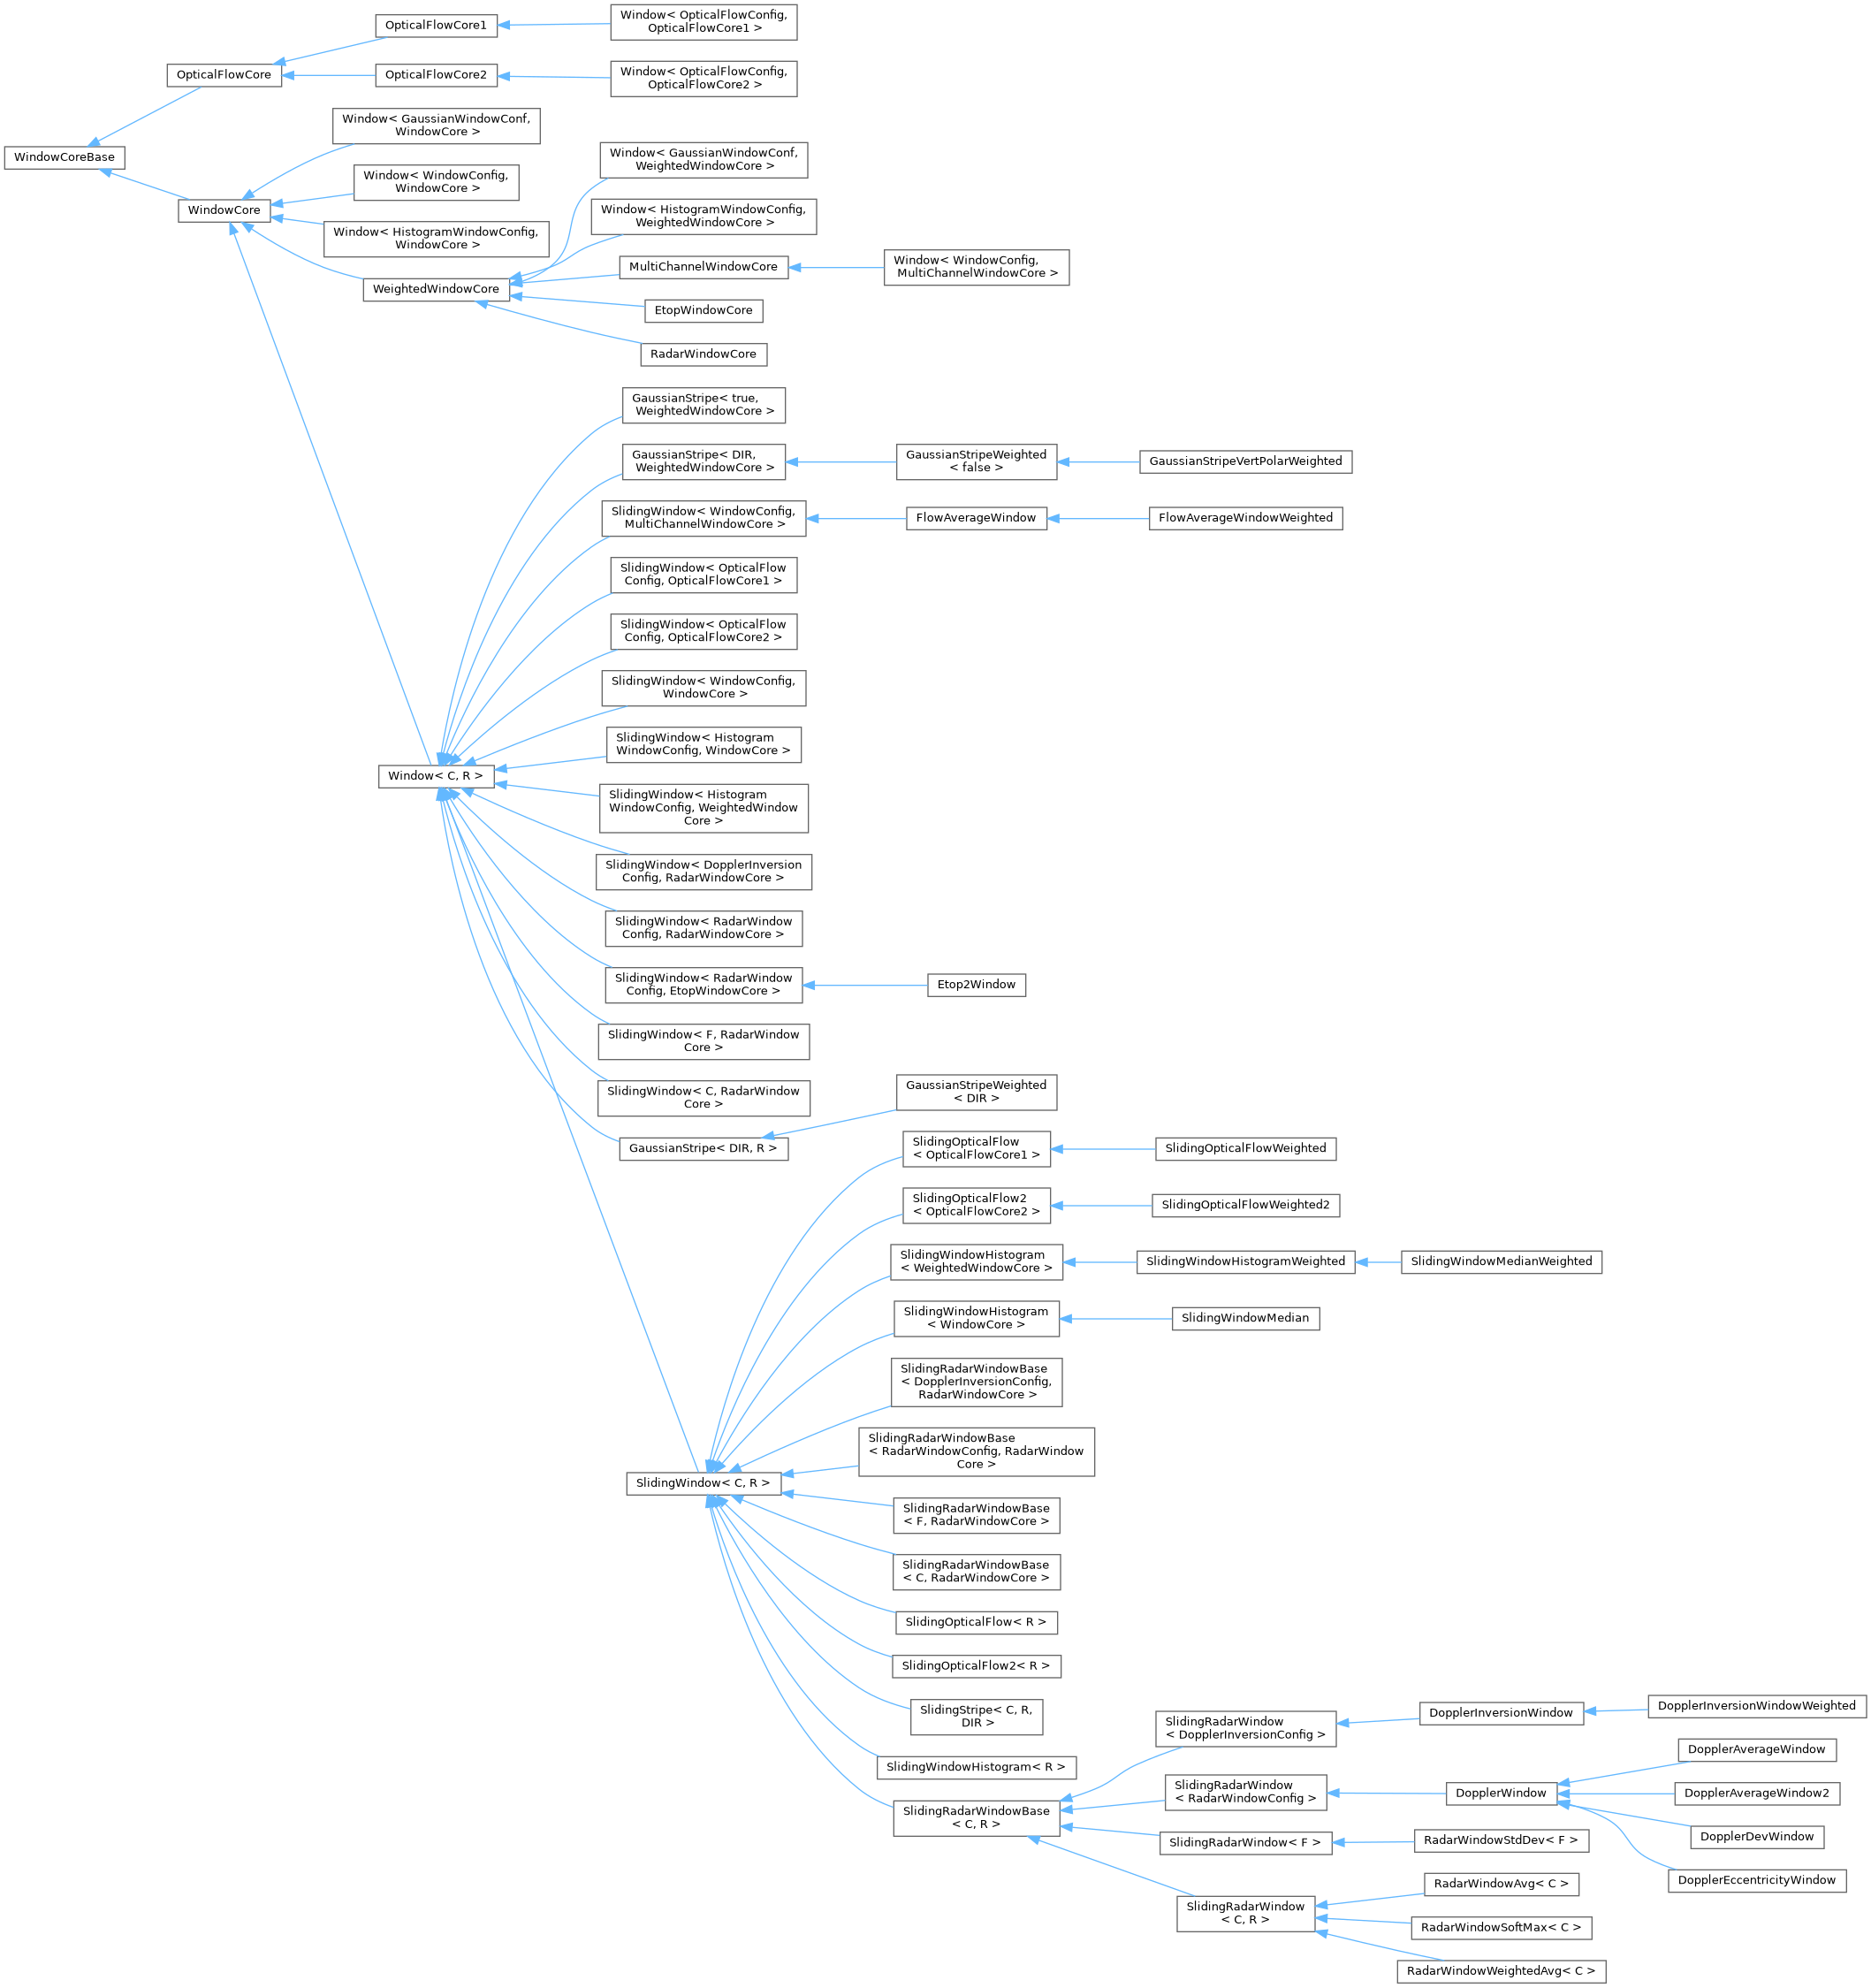 OpticalFlowCore1
Window< OpticalFlowConfig,
OpticalFlowCore1 >
OpticalFlowCore
OpticalFlowCore2
Window< OpticalFlowConfig,
OpticalFlowCore2 >
WindowCoreBase
Window< GaussianWindowConf,
WindowCore >
Window< WindowConfig,
WindowCore >
WindowCore
Window< HistogramWindowConfig,
WindowCore >
Window< GaussianWindowConf,
WeightedWindowCore >
Window< HistogramWindowConfig,
WeightedWindowCore >
WeightedWindowCore
MultiChannelWindowCore
Window< WindowConfig,
MultiChannelWindowCore >
EtopWindowCore
RadarWindowCore
GaussianStripe< true,
WeightedWindowCore >
GaussianStripe< DIR,
WeightedWindowCore >
GaussianStripeWeighted
< false >
GaussianStripeVertPolarWeighted
SlidingWindow< WindowConfig,
MultiChannelWindowCore >
FlowAverageWindow
FlowAverageWindowWeighted
SlidingWindow< OpticalFlow
Config, OpticalFlowCore1 >
SlidingWindow< OpticalFlow
Config, OpticalFlowCore2 >
SlidingWindow< WindowConfig,
WindowCore >
SlidingWindow< Histogram
WindowConfig, WindowCore >
Window< C, R >
SlidingWindow< Histogram
WindowConfig, WeightedWindow
Core >
SlidingWindow< DopplerInversion
Config, RadarWindowCore >
SlidingWindow< RadarWindow
Config, RadarWindowCore >
SlidingWindow< RadarWindow
Config, EtopWindowCore >
Etop2Window
SlidingWindow< F, RadarWindow
Core >
SlidingWindow< C, RadarWindow
Core >
GaussianStripe< DIR, R >
GaussianStripeWeighted
< DIR >
SlidingOpticalFlow
< OpticalFlowCore1 >
SlidingOpticalFlowWeighted
SlidingOpticalFlow2
< OpticalFlowCore2 >
SlidingOpticalFlowWeighted2
SlidingWindowHistogram
< WeightedWindowCore >
SlidingWindowHistogramWeighted
SlidingWindowMedianWeighted
SlidingWindowHistogram
< WindowCore >
SlidingWindowMedian
SlidingRadarWindowBase
< DopplerInversionConfig,
RadarWindowCore >
SlidingRadarWindowBase
< RadarWindowConfig, RadarWindow
Core >
SlidingWindow< C, R >
SlidingRadarWindowBase
< F, RadarWindowCore >
SlidingRadarWindowBase
< C, RadarWindowCore >
SlidingOpticalFlow< R >
SlidingOpticalFlow2< R >
SlidingStripe< C, R,
DIR >
SlidingWindowHistogram< R >
SlidingRadarWindowBase
< C, R >
SlidingRadarWindow
< DopplerInversionConfig >
DopplerInversionWindow
DopplerInversionWindowWeighted
SlidingRadarWindow
< RadarWindowConfig >
DopplerWindow
DopplerAverageWindow
DopplerAverageWindow2
DopplerDevWindow
DopplerEccentricityWindow
SlidingRadarWindow< F >
RadarWindowStdDev< F >
SlidingRadarWindow
< C, R >
RadarWindowAvg< C >
RadarWindowSoftMax< C >
RadarWindowWeightedAvg< C >